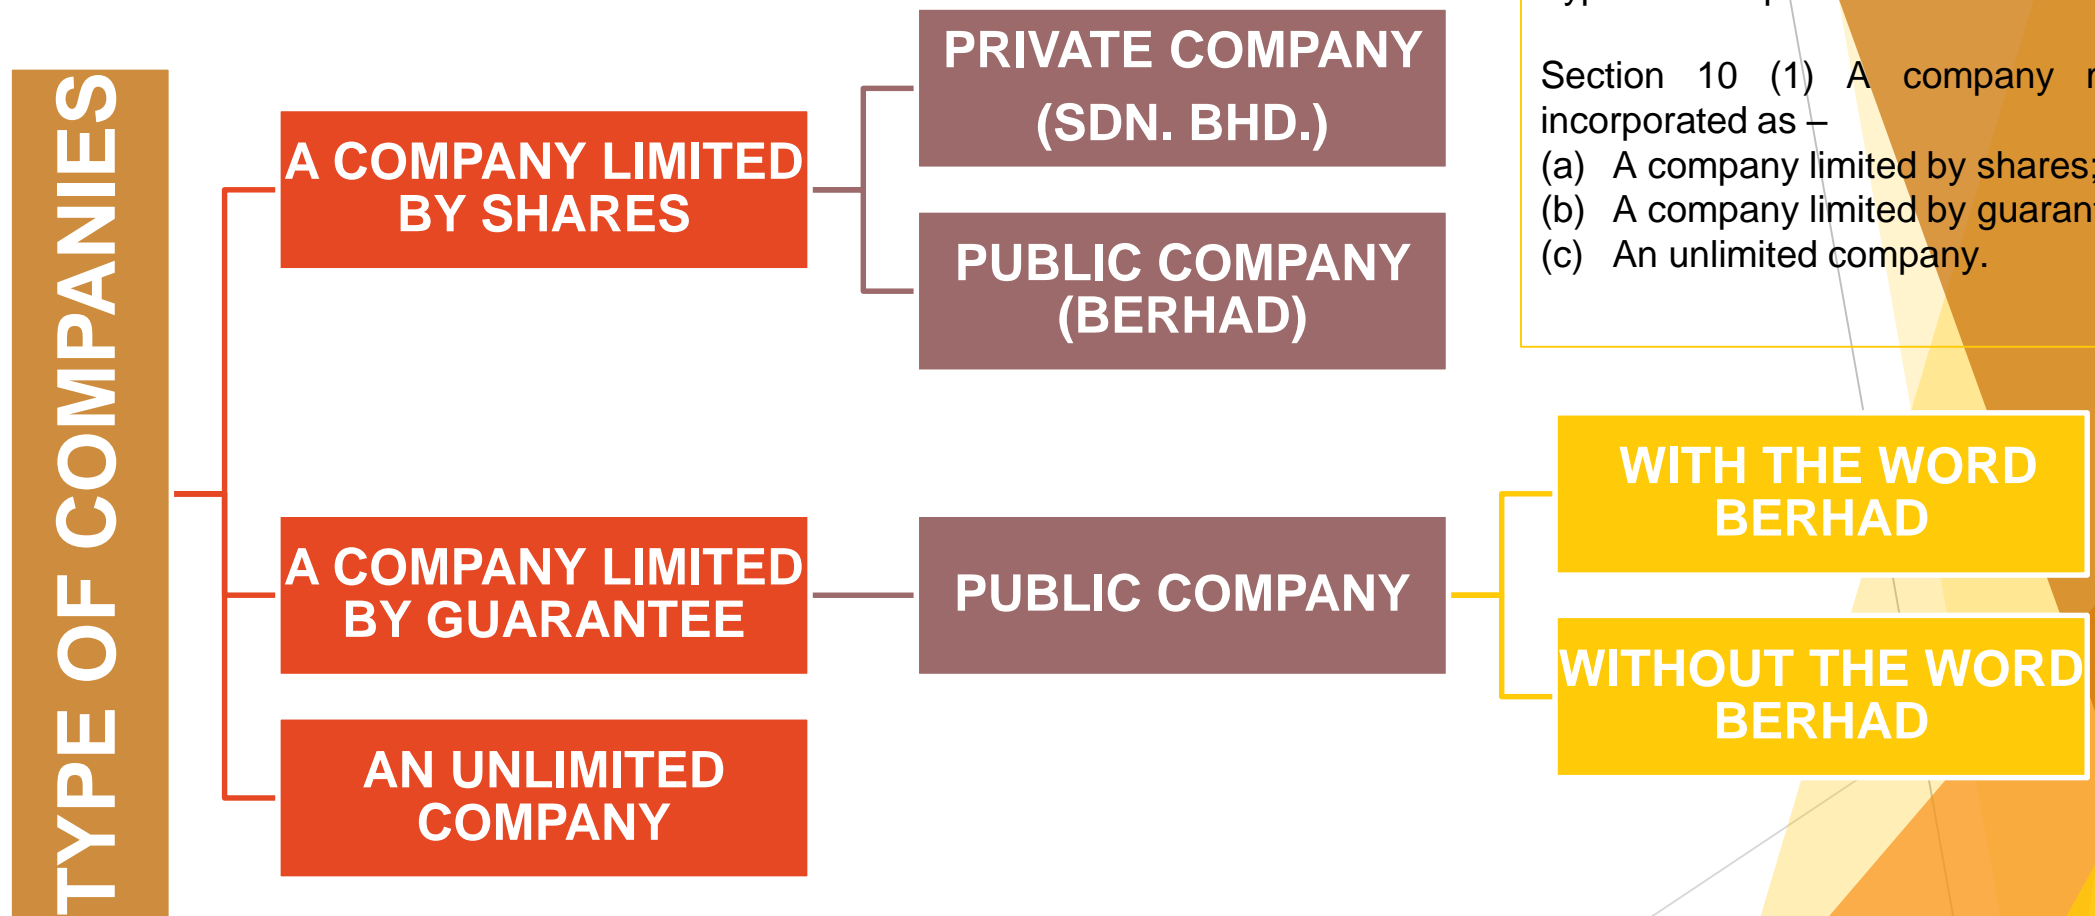 TYPE OF COMPANIES
A COMPANY LIMITED
BY SHARES
PRIVATE COMPANY
(SDN. BHD.)
PUBLIC COMPANY
(BERHAD)
A COMPANY LIMITED
BY GUARANTEE
PUBLIC COMPANY
WITH THE WORD
BERHAD
WITHOUT THE WORD
BERHAD
AN UNLIMITED
COMPANY
Section 10 (1) A company
incorporated as –
(a) A company limited by shares;
(b) A company limited by
(c) An unlimited company.